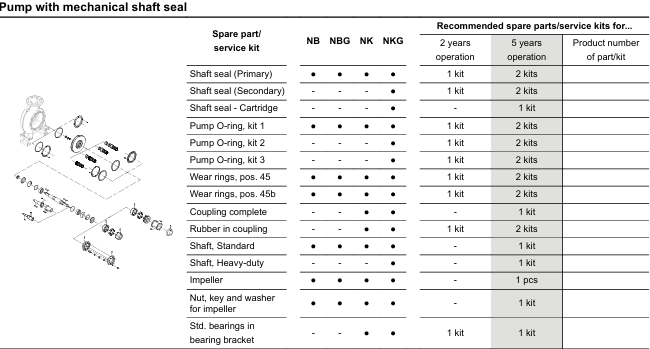 Pump with mechanical shaft seal
Spare part/ service kit NB NBG NK NKG Recommended spare parts/service kits for...
2 years operation 5 years operation Product number of part/kit
Shaft seal (Primary) ● ● ● ● 1 kit 2 kits
Shaft seal (Secondary) - - - ● 1 kit 2 kits
Shaft seal - Cartridge - - - ● - 1 kit
Pump O-ring, kit 1 ● ● ● ● 1 kit 2 kits
Pump O-ring, kit 2 - - - ● 1 kit 2 kits
Pump O-ring, kit 3 - - - ● 1 kit 2 kits
Wear rings, pos. 45 ● ● ● ● 1 kit 2 kits
Wear rings, pos. 45b ● ● ● ● 1 kit 2 kits
Coupling complete - - ● ● - 1 kit
Rubber in coupling - - ● ● 1 kit 2 kits
Shaft, Standard ● ● ● ● - 1 kit
Shaft, Heavy-duty - - - ● - 1 kit
Impeller ● ● ● ● - 1 pcs
Nut, key and washer
for impeller ● ● ● ● - 1 kit
Std. bearings in
bearing bracket - - ● ● 1 kit 1 kit